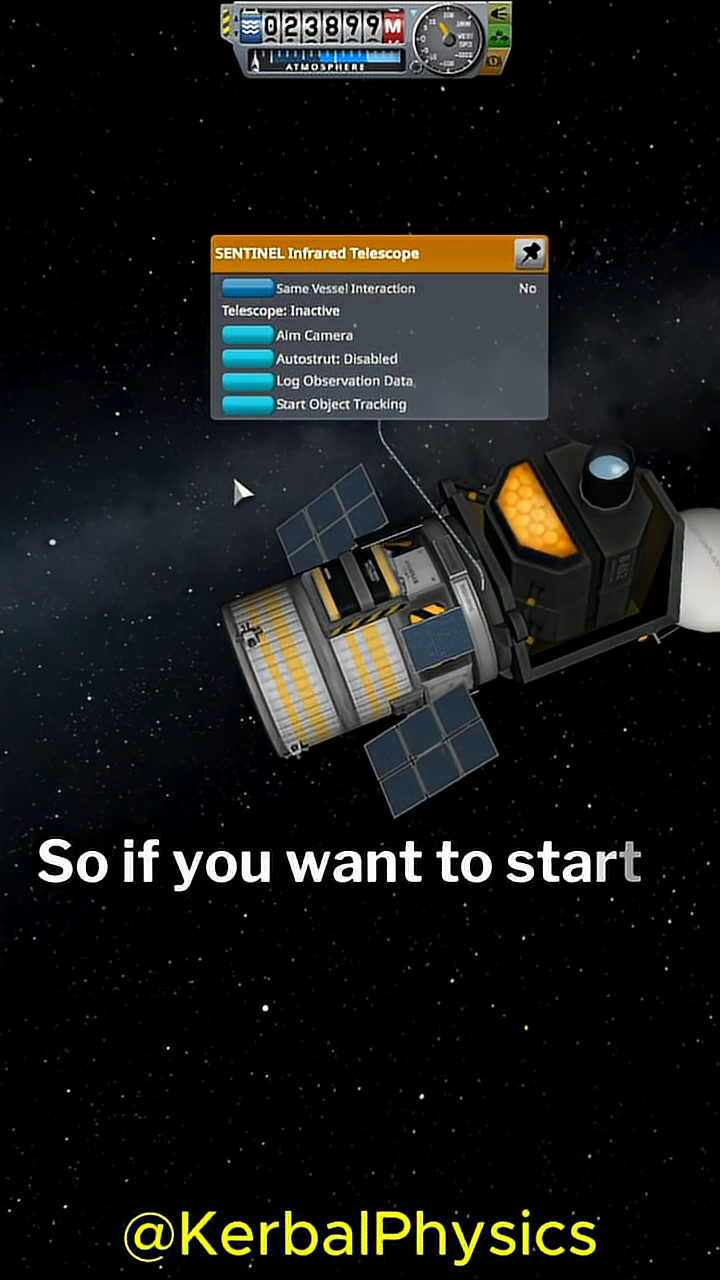 023899M
ATMOSPHERE
SENTINEL Infrared Telescope
Same Vessel Interaction No
Telescope: Inactive
Aim Camera
Autostrut: Disabled
Log Observation Data
Start Object Tracking
So if you want to start
@KerbalPhysics